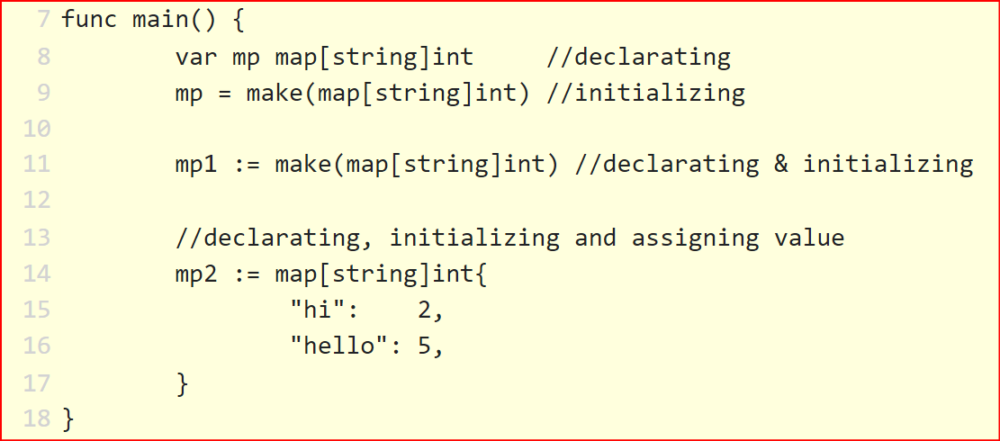 7 func main() {
8         var mp map[string]int     //declarating
9         mp = make(map[string]int) //initializing
10
11         mp1 := make(map[string]int) //declarating & initializing
12
13         //declarating, initializing and assigning value
14         mp2 := map[string]int{
15                 "hi":    2,
16                 "hello": 5,
17         }
18 }